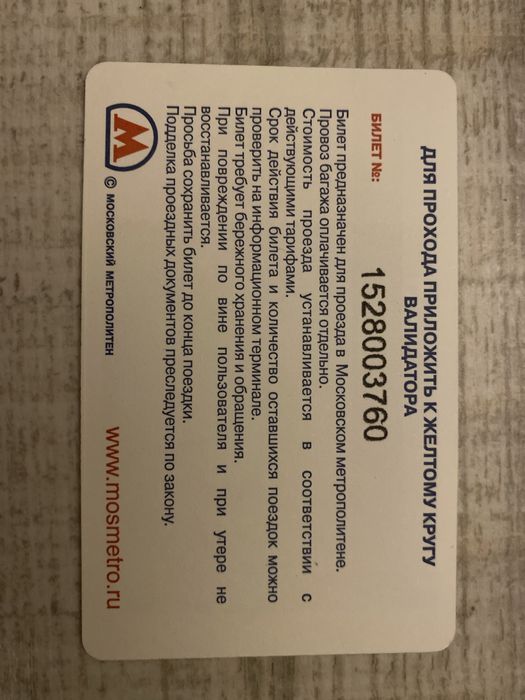 ДЛЯ ПРОХОДА ПРИЛОЖИТЬ К ЖЕЛТОМУ КРУГУ
ВАЛИДАТОРА
БИЛЕТ №: 1528003760
Билет предназначен для проезда в Московском метрополитене.
Провоз багажа оплачивается отдельно.
Стоимость проезда устанавливается в соответствии с
действующими тарифами.
Срок действия билета и количество оставшихся поездок можно
проверить на информационном терминале.
Билет требует бережного хранения и обращения.
При повреждении по вине пользователя и при утере не
восстанавливается.
Просьба сохранить билет до конца поездки.
Подделка проездных документов преследуется по закону.
М © МОСКОВСКИЙ МЕТРОПОЛИТЕН www.mosmetro.ru